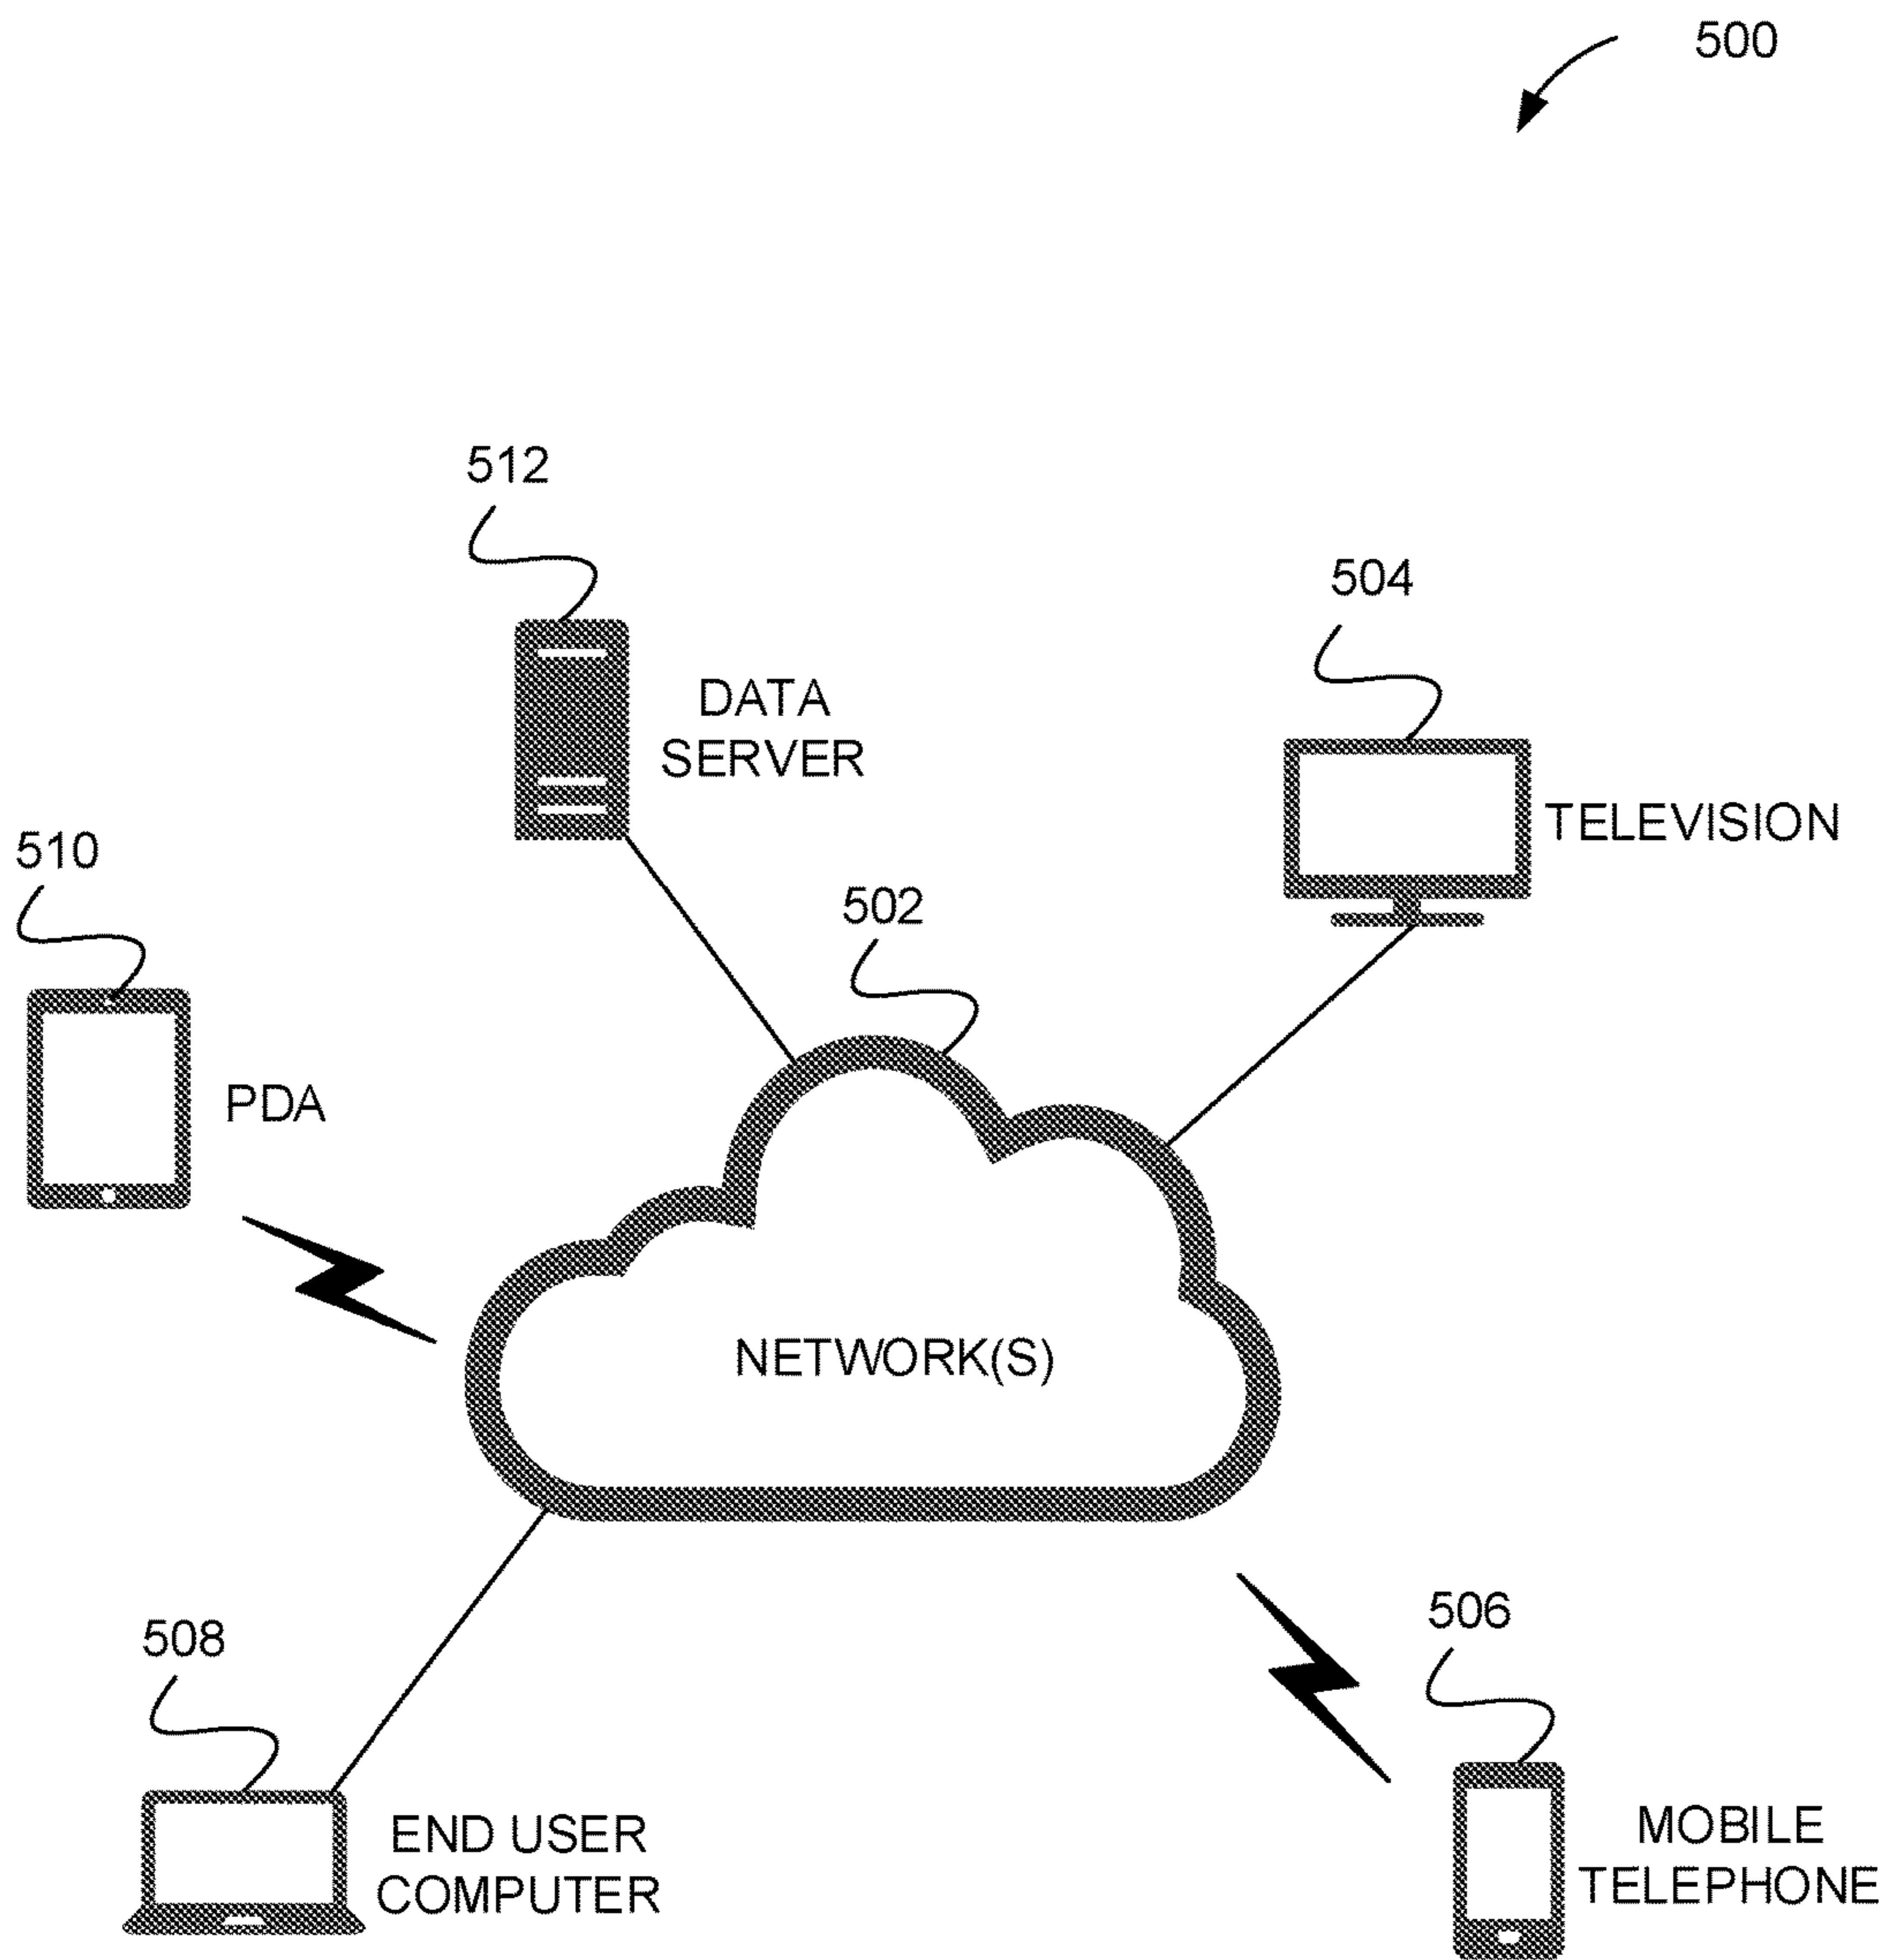 500
512
504
DATA
SERVER
TELEVISION
510
502
PDA
NETWORK(S)
508
506
END USER
COMPUTER
MOBILE
TELEPHONE